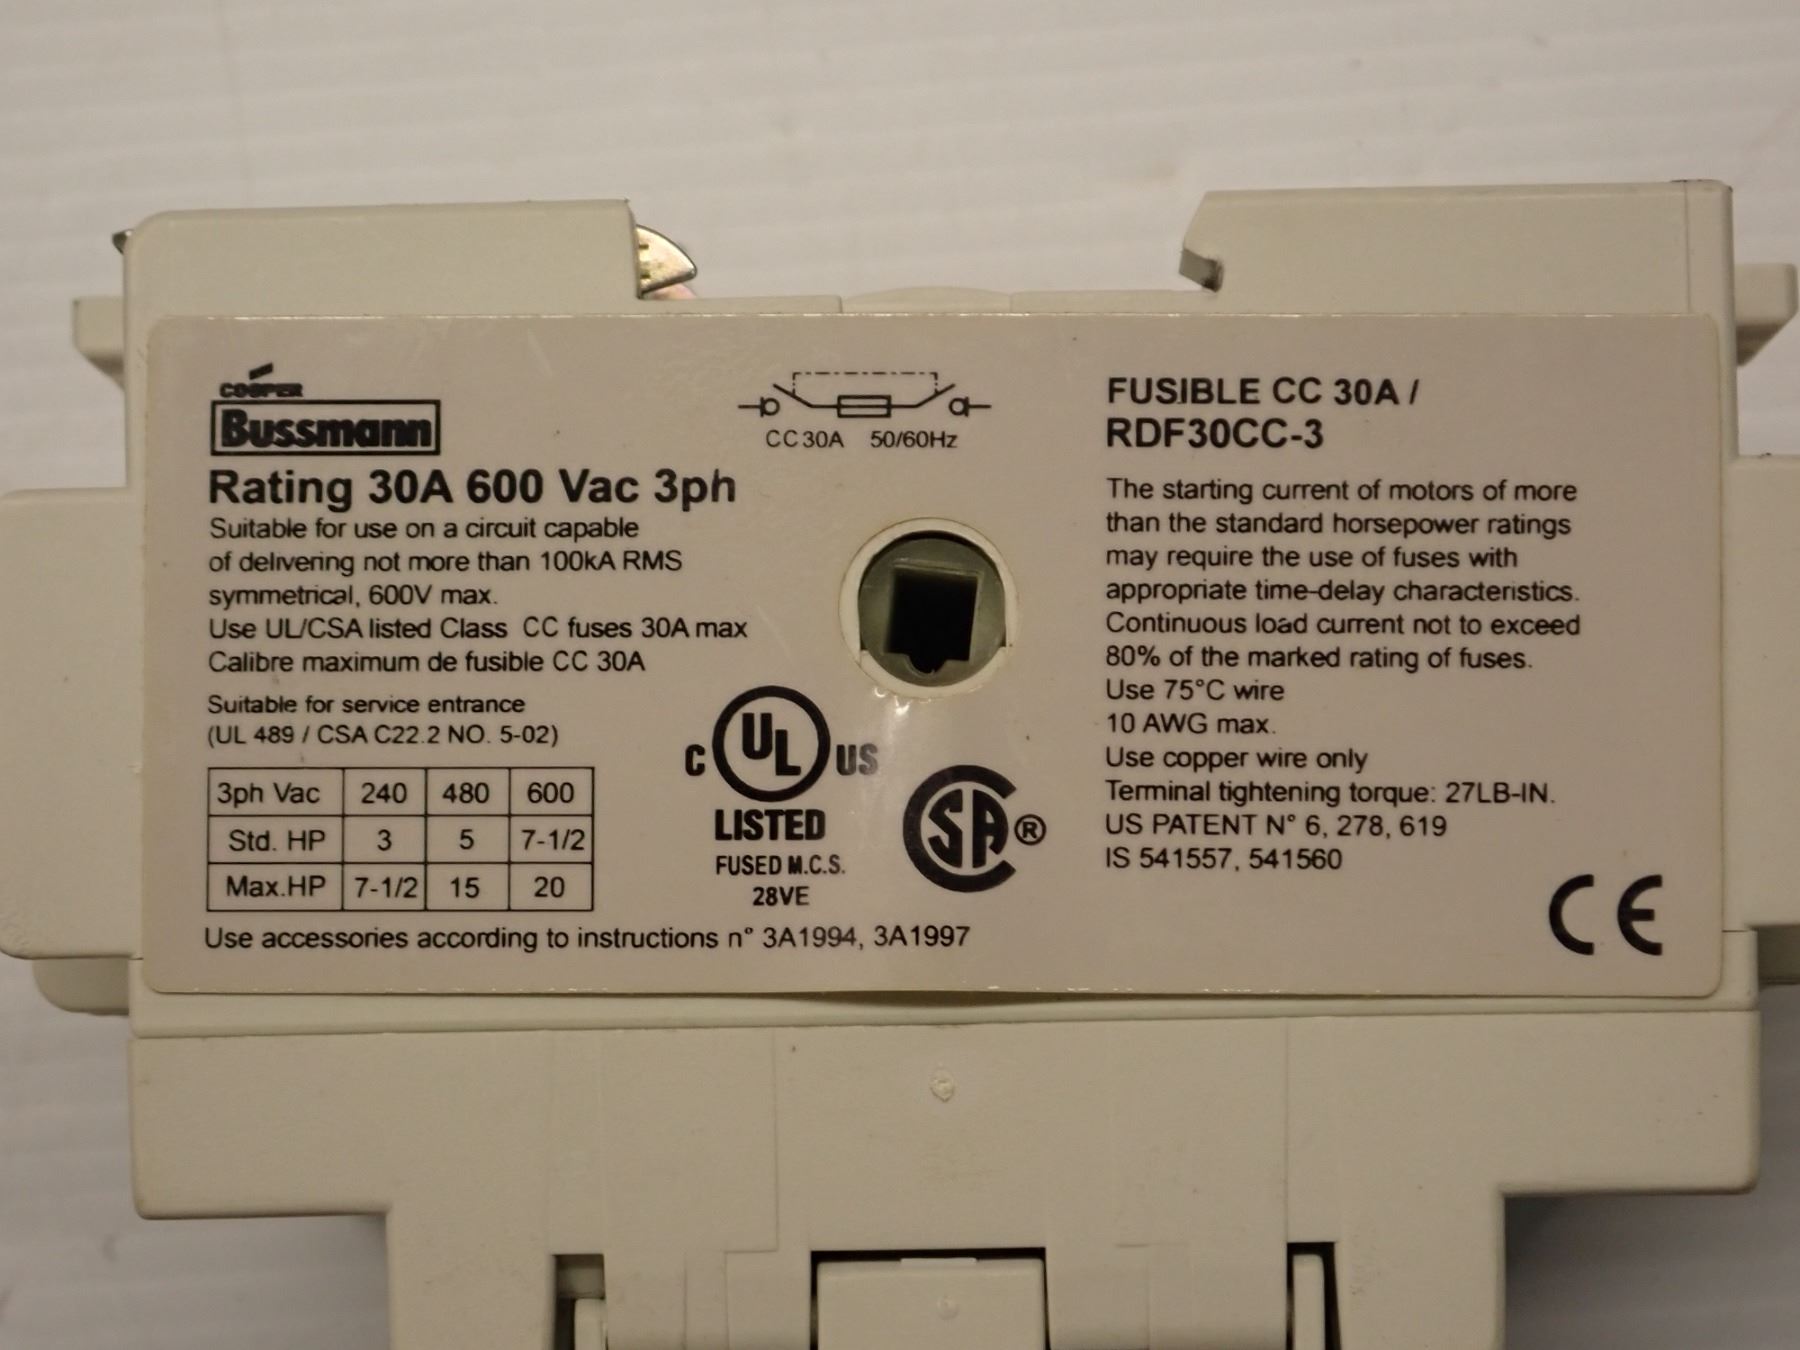 COOPER
Bussmann
Rating 30A 600 Vac 3ph
Suitable for use on a circuit capable
of delivering not more than 100kA RMS
symmetrical, 600V max.
Use UL/CSA listed Class CC fuses 30A max
Calibre maximum de fusible CC 30A
Suitable for service entrance
(UL 489 / CSA C22.2 NO. 5-02)
3ph Vac 240 480 600
Std. HP 3 5 7-1/2
Max.HP 7-1/2 15 20
Use accessories according to instructions n° 3A1994, 3A1997
CC30A 50/60Hz
C UL US
LISTED
FUSED M.C.S.
28VE
CSA ®
FUSIBLE CC 30A /
RDF30CC-3
The starting current of motors of more
than the standard horsepower ratings
may require the use of fuses with
appropriate time-delay characteristics.
Continuous load current not to exceed
80% of the marked rating of fuses.
Use 75°C wire
10 AWG max.
Use copper wire only
Terminal tightening torque: 27LB-IN.
US PATENT N° 6, 278, 619
IS 541557, 541560
CE